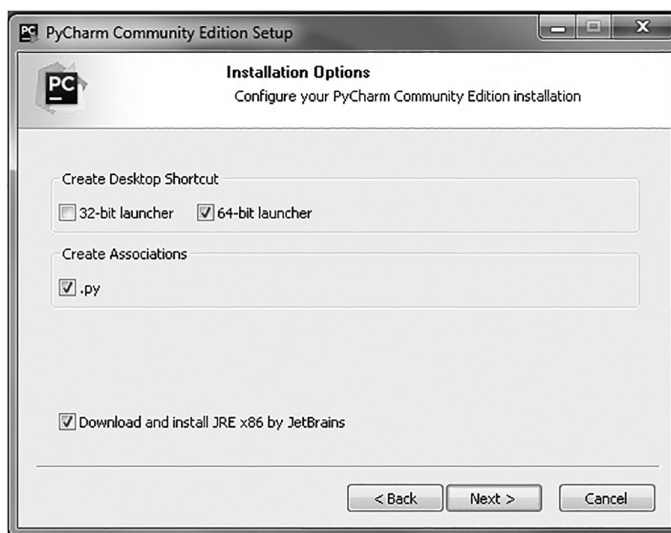 PC PyCharm Community Edition Setup
PC
Installation Options
Configure your PyCharm Community Edition installation
Create Desktop Shortcut
32-bit launcher 64-bit launcher
Create Associations
.py
Download and install JRE x86 by JetBrains
< Back Next > Cancel